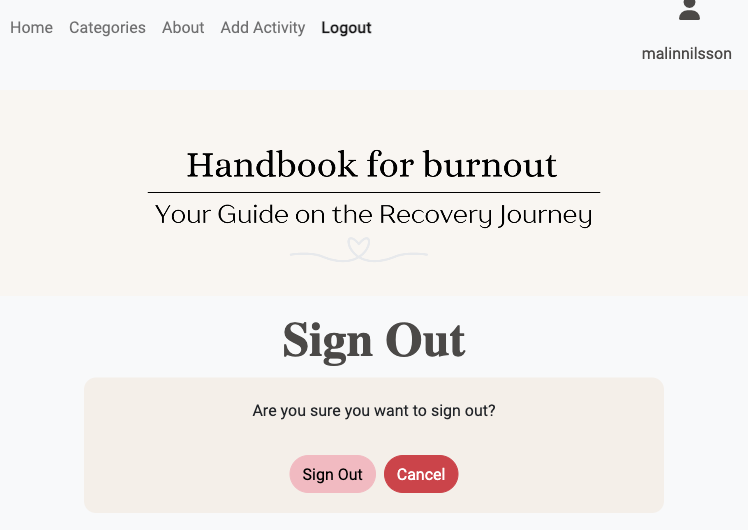 Home Categories About Add Activity Logout
malinnilsson
Handbook for burnout
Your Guide on the Recovery Journey
Sign Out
Are you sure you want to sign out?
Sign Out Cancel